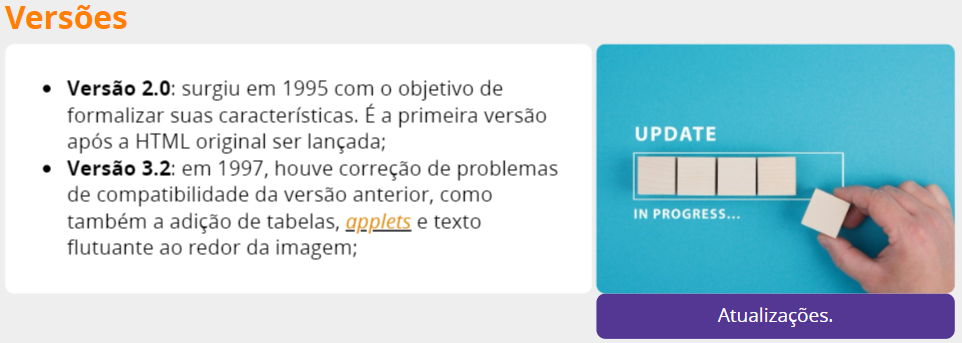 Versões
• Versão 2.0: surgiu em 1995 com o objetivo de
formalizar suas características. É a primeira versão
após a HTML original ser lançada;
• Versão 3.2: em 1997, houve correção de problemas
de compatibilidade da versão anterior, como
também a adição de tabelas, applets e texto
flutuante ao redor da imagem;
UPDATE
IN PROGRESS...
Atualizações.